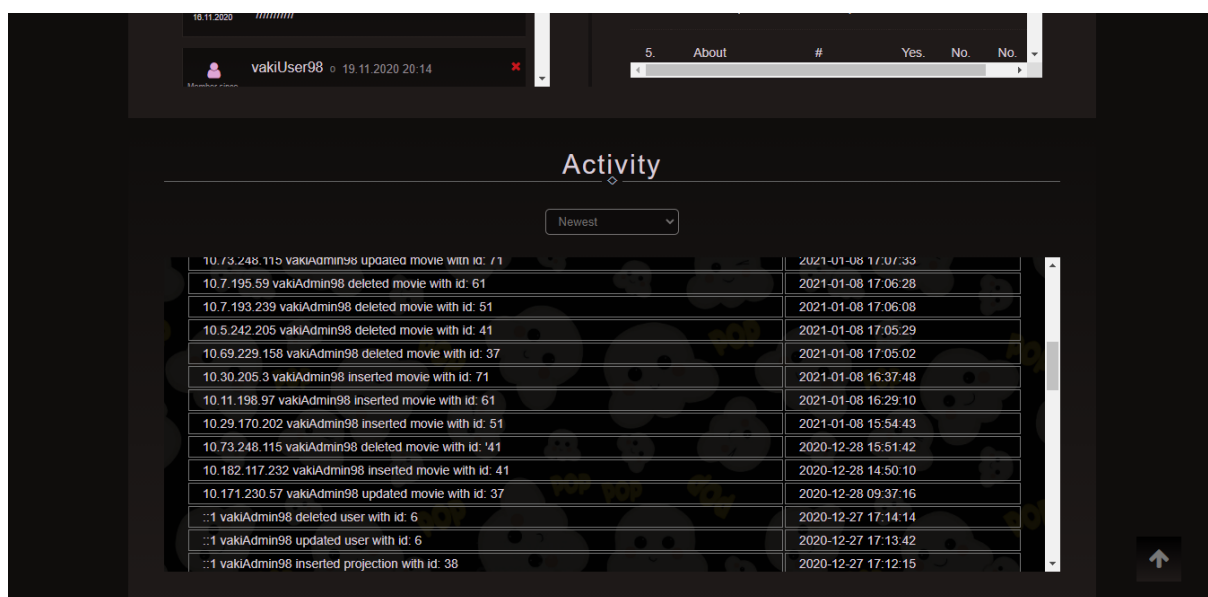 16.11.2020
vakiUser98 o 19.11.2020 20:14
Member since
5. About # Yes. No. No.
Activity
Newest
10.73.248.115 vakiAdmin98 updated movie with id: 71 2021-01-08 17:07:33
10.7.195.59 vakiAdmin98 deleted movie with id: 61 2021-01-08 17:06:28
10.7.193.239 vakiAdmin98 deleted movie with id: 51 2021-01-08 17:06:08
10.5.242.205 vakiAdmin98 deleted movie with id: 41 2021-01-08 17:05:29
10.69.229.158 vakiAdmin98 deleted movie with id: 37 2021-01-08 17:05:02
10.30.205.3 vakiAdmin98 inserted movie with id: 71 2021-01-08 16:37:48
10.11.198.97 vakiAdmin98 inserted movie with id: 61 2021-01-08 16:29:10
10.29.170.202 vakiAdmin98 inserted movie with id: 51 2021-01-08 15:54:43
10.73.248.115 vakiAdmin98 deleted movie with id: '41 2020-12-28 15:51:42
10.182.117.232 vakiAdmin98 inserted movie with id: 41 2020-12-28 14:50:10
10.171.230.57 vakiAdmin98 updated movie with id: 37 2020-12-28 09:37:16
::1 vakiAdmin98 deleted user with id: 6 2020-12-27 17:14:14
::1 vakiAdmin98 updated user with id: 6 2020-12-27 17:13:42
::1 vakiAdmin98 inserted projection with id: 38 2020-12-27 17:12:15